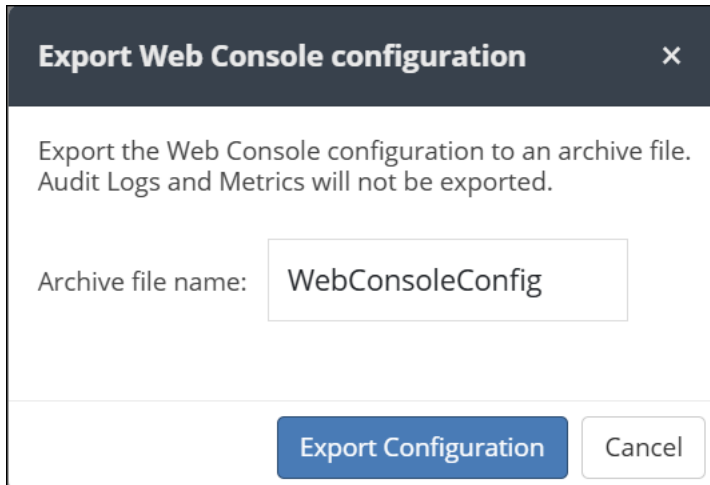 Export Web Console configuration ×
Export the Web Console configuration to an archive file.
Audit Logs and Metrics will not be exported.
Archive file name: WebConsoleConfig
Export Configuration Cancel